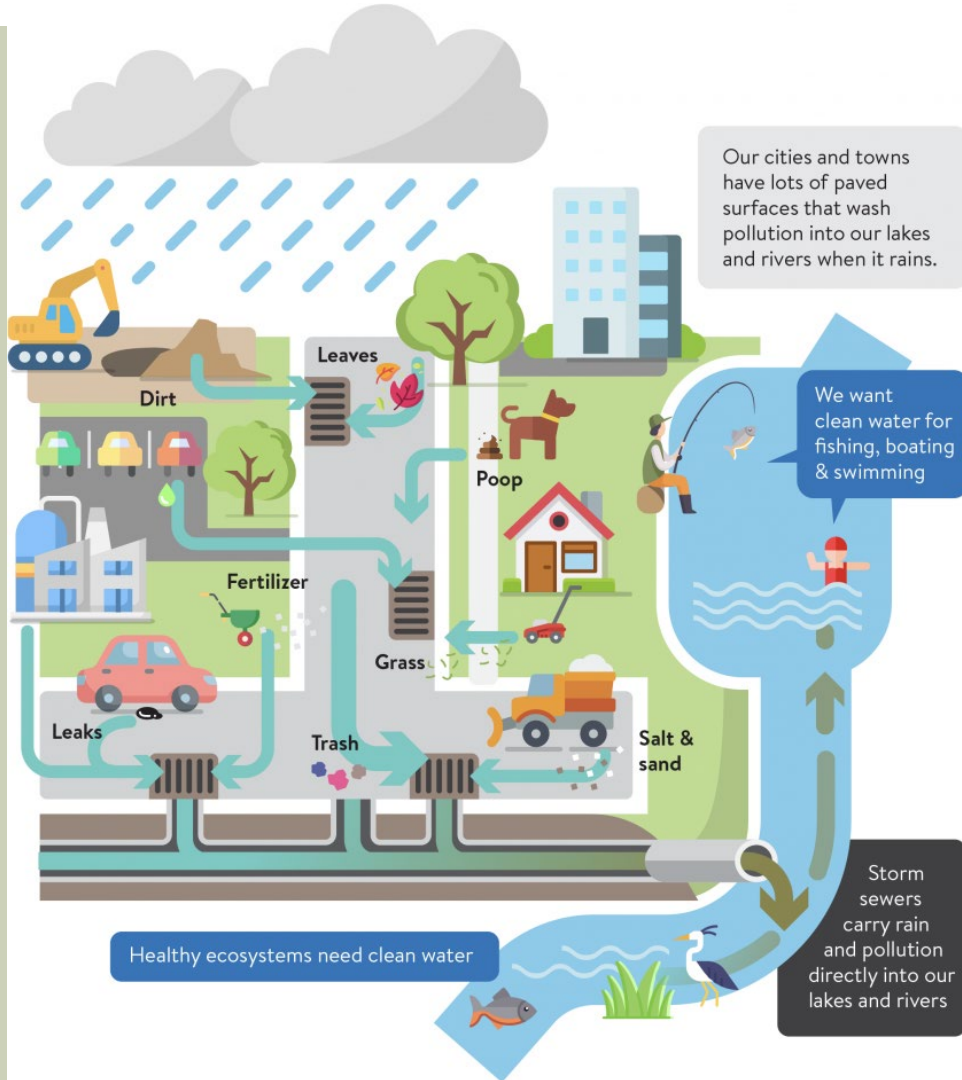 Our cities and towns
have lots of paved
surfaces that wash
pollution into our lakes
and rivers when it rains.
Leaves
Dirt
We want
clean water for
fishing, boating
& swimming
Poop
Fertilizer
Grass
Leaks
Trash
Salt &
sand
Storm
sewers
carry rain
and pollution
directly into our
lakes and rivers
Healthy ecosystems need clean water